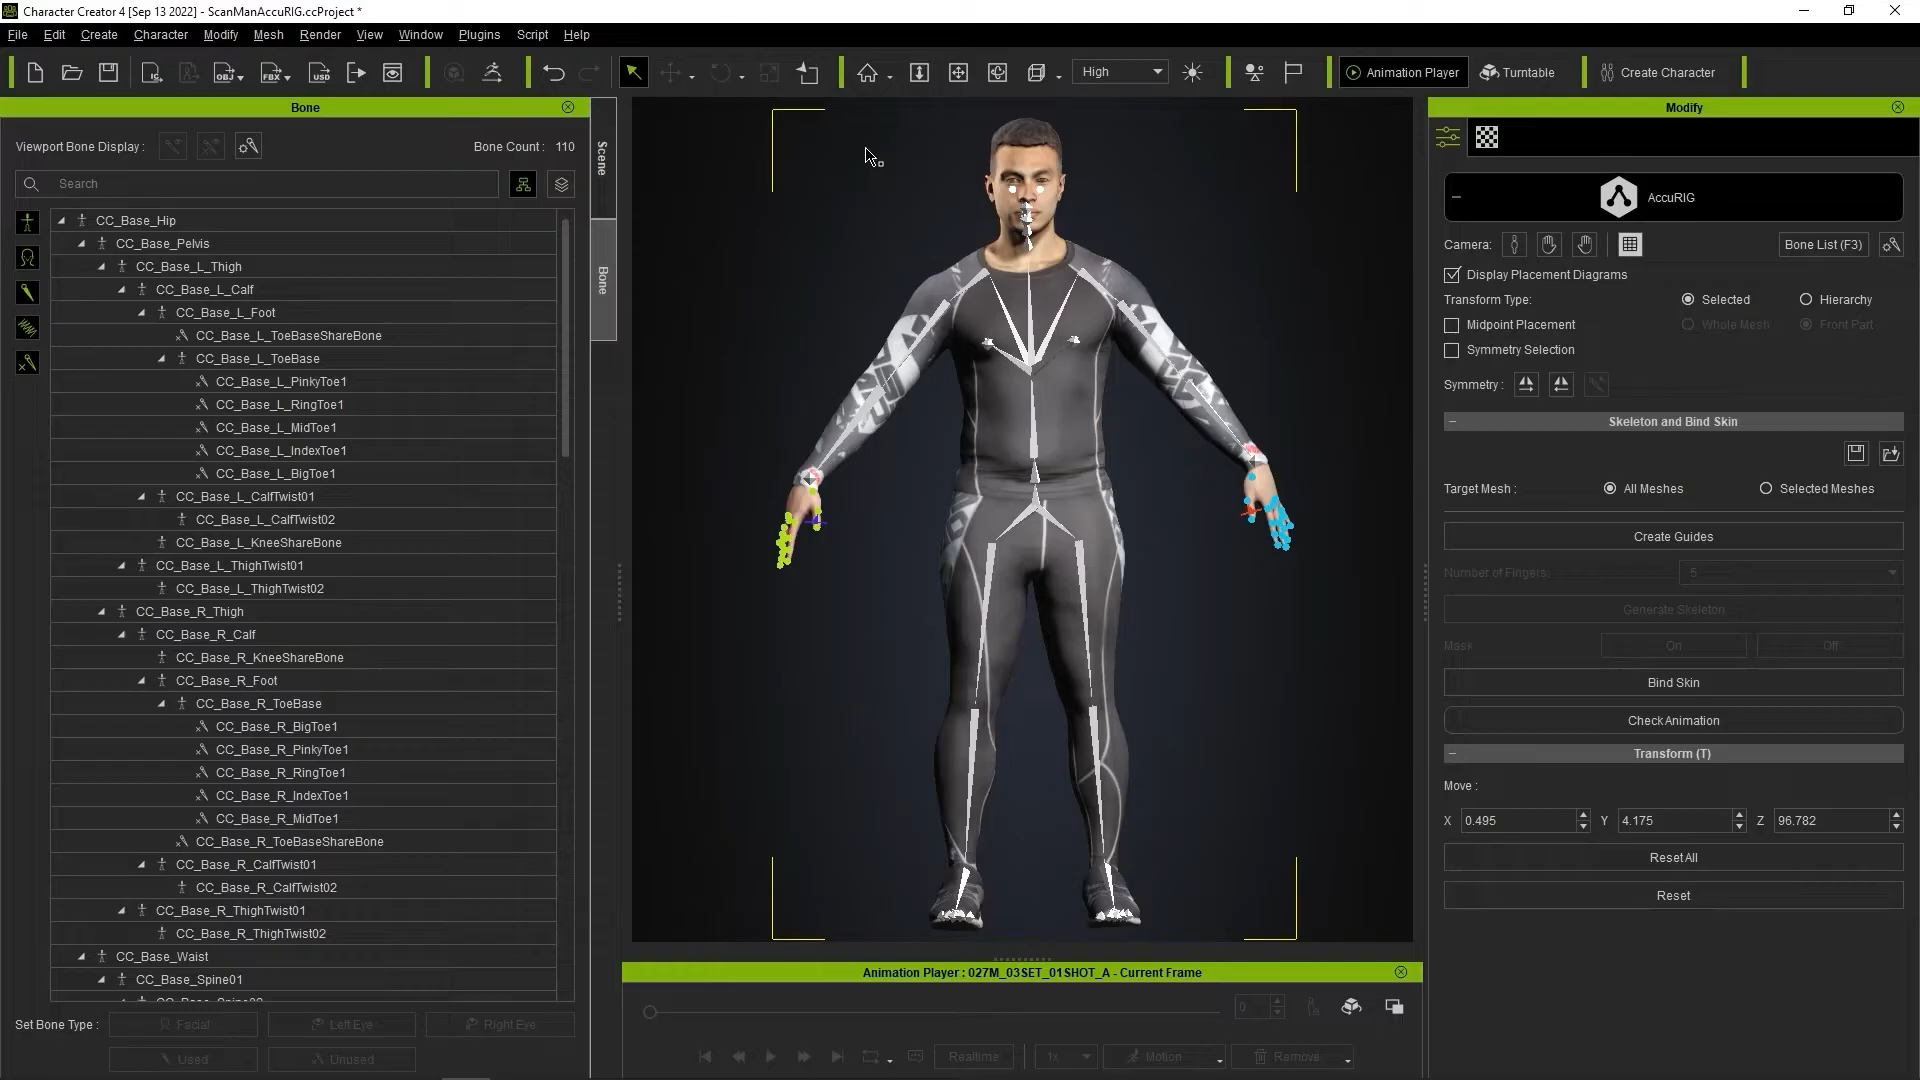 Character Creator 4 [Sep 13 2022] - ScanManAccuRIG.ccProject *
File Edit Create Character Modify Mesh Render View Window Plugins Script Help
OBJ FBX USD High Animation Player Turntable Create Character
Bone
Viewport Bone Display : Bone Count : 110
Search
CC_Base_Hip
CC_Base_Pelvis
CC_Base_L_Thigh
CC_Base_L_Calf
CC_Base_L_Foot
CC_Base_L_ToeBaseShareBone
CC_Base_L_ToeBase
CC_Base_L_PinkyToe1
CC_Base_L_RingToe1
CC_Base_L_MidToe1
CC_Base_L_IndexToe1
CC_Base_L_BigToe1
CC_Base_L_CalfTwist01
CC_Base_L_CalfTwist02
CC_Base_L_KneeShareBone
CC_Base_L_ThighTwist01
CC_Base_L_ThighTwist02
CC_Base_R_Thigh
CC_Base_R_Calf
CC_Base_R_KneeShareBone
CC_Base_R_Foot
CC_Base_R_ToeBase
CC_Base_R_BigToe1
CC_Base_R_PinkyToe1
CC_Base_R_RingToe1
CC_Base_R_IndexToe1
CC_Base_R_MidToe1
CC_Base_R_ToeBaseShareBone
CC_Base_R_CalfTwist01
CC_Base_R_CalfTwist02
CC_Base_R_ThighTwist01
CC_Base_R_ThighTwist02
CC_Base_Waist
CC_Base_Spine01
Set Bone Type : Facial Left Eye Right Eye
Used Unused
Scene
Bone
Animation Player : 027M_03SET_01SHOT_A - Current Frame
0
Realtime 1x Motion Remove
Modify
AccuRIG
Camera: Bone List (F3)
Display Placement Diagrams
Transform Type: Selected Hierarchy
Midpoint Placement Whole Mesh Front Part
Symmetry Selection
Symmetry :
Skeleton and Bind Skin
Target Mesh : All Meshes Selected Meshes
Create Guides
Number of Fingers: 5
Generate Skeleton
Mask On Off
Bind Skin
Check Animation
Transform (T)
Move :
X 0.495 Y 4.175 Z 96.782
Reset All
Reset